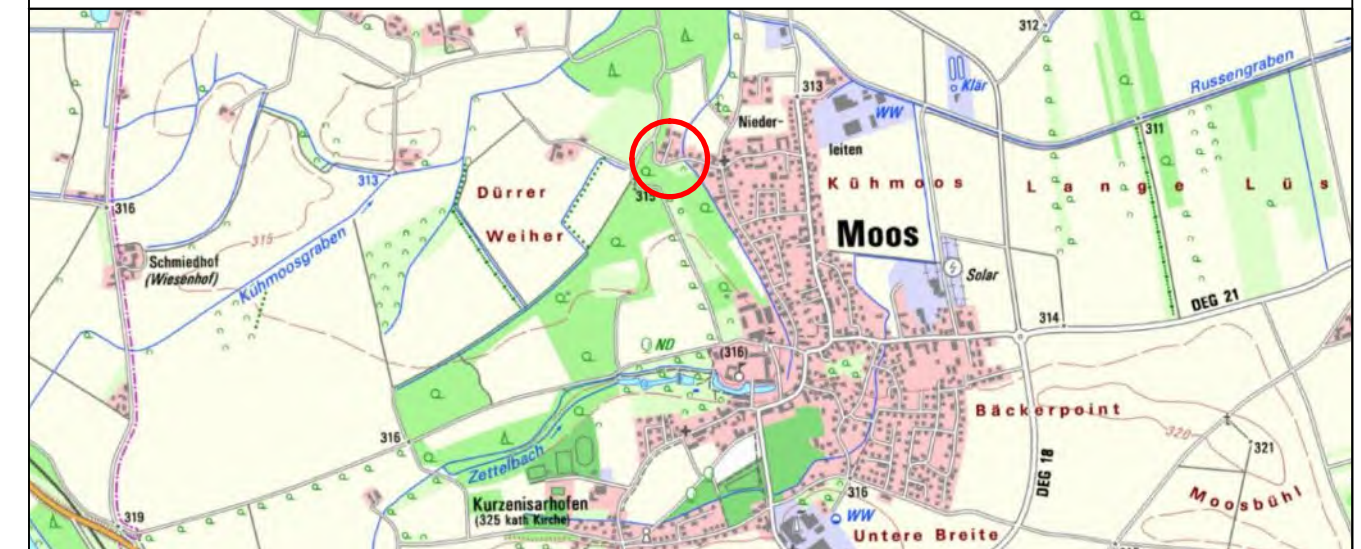 312
313
Klär
Russengraben
WW
Nieder-
leiten
311
Dürrer
Weiher
313
315
Kühmoos
Lange Lüs
316
Schmiedhof
(Wiesenhof)
315
Kühmoosgraben
Moos
Solar
DEG 21
314
ND
(316)
Bäckerpoint
316
320
321
Zettelbach
DEG 18
Moosbühl
Kurzenisarhofen
(325 kath Kirche)
316
WW
319
Untere Breite